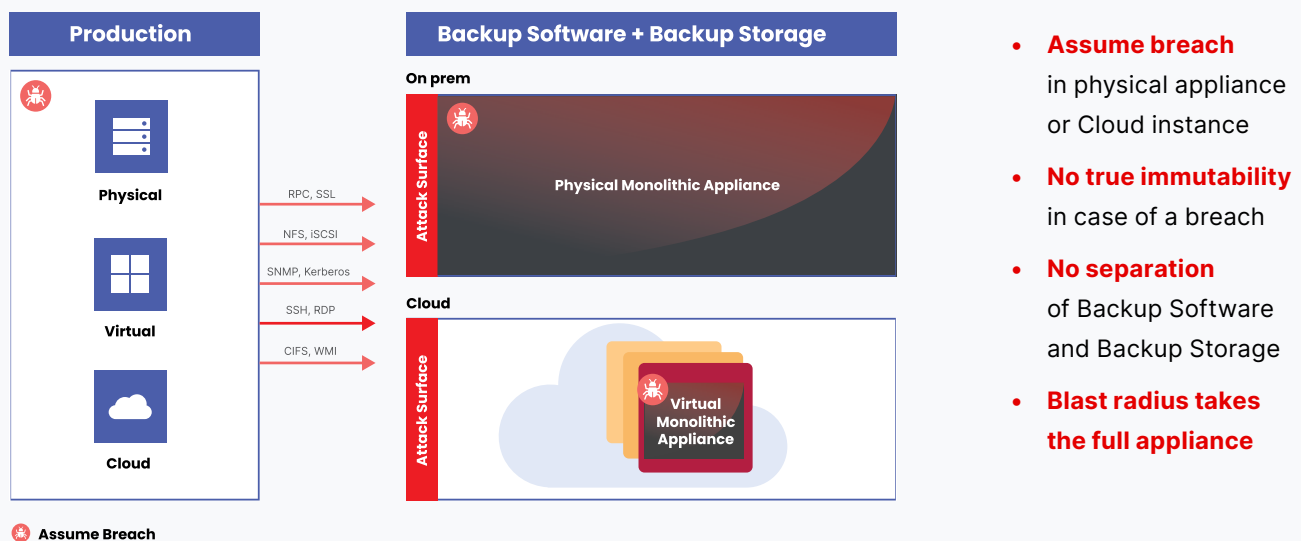 Production
Physical
Virtual
Cloud
Assume Breach
RPC, SSL
NFS, iSCSI
SNMP, Kerberos
SSH, RDP
CIFS, WMI
Backup Software + Backup Storage
On prem
Attack Surface
Physical Monolithic Appliance
Cloud
Attack Surface
Virtual
Monolithic
Appliance
• Assume breach
in physical appliance
or Cloud instance
• No true immutability
in case of a breach
• No separation
of Backup Software
and Backup Storage
• Blast radius takes
the full appliance